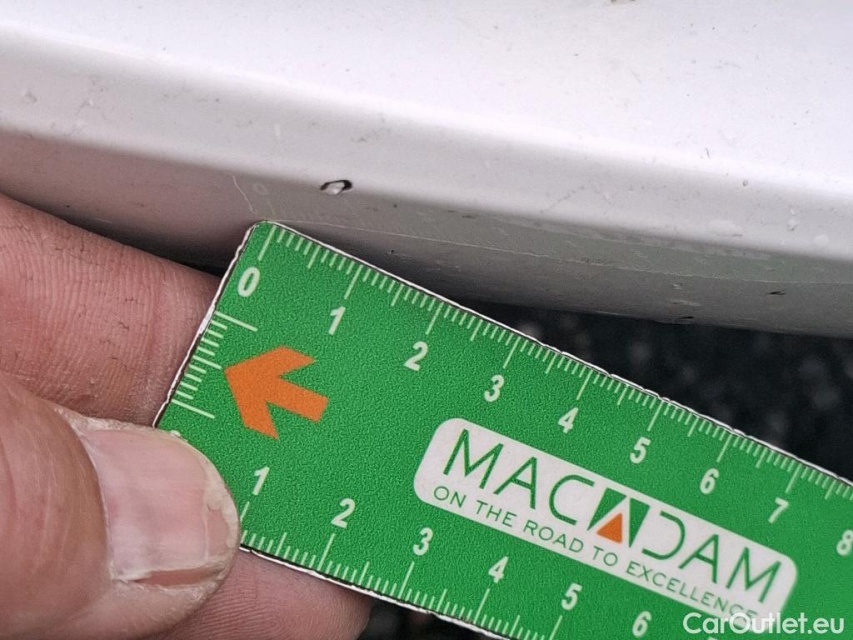 0 1 2 3 4 5 6 7 8
MACADAM
ON THE ROAD TO EXCELLENCE
1 2 3 4 5 6
CarOutlet.eu